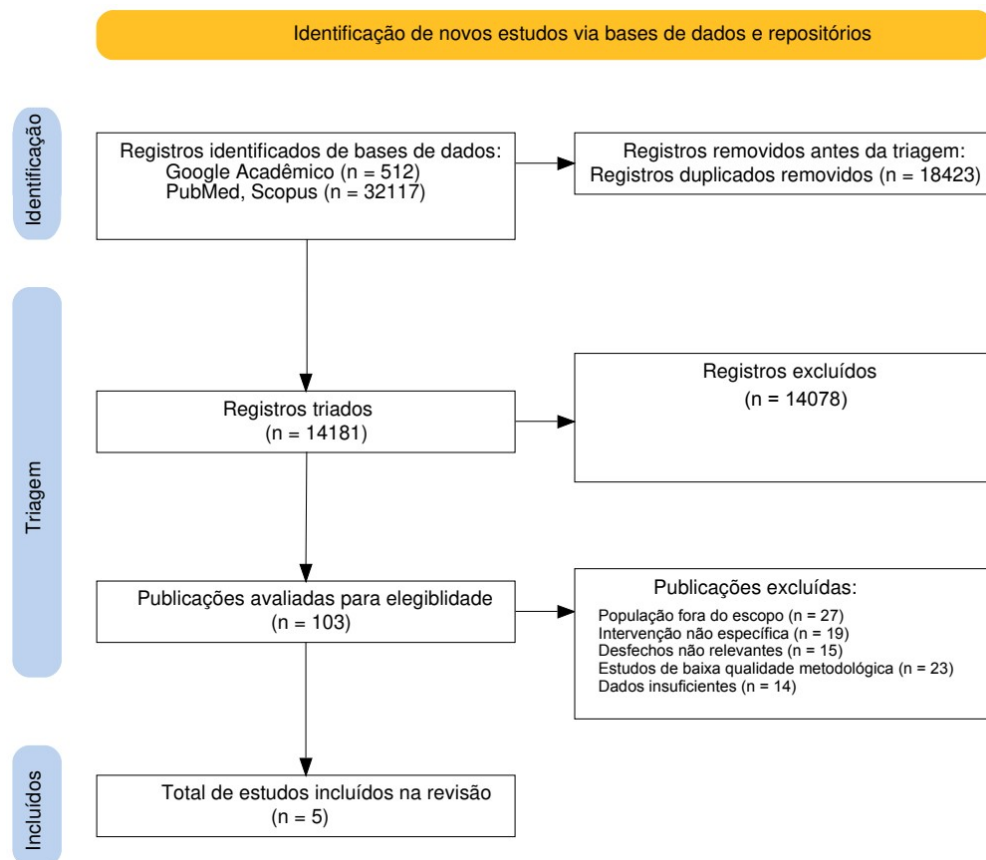 Identificação de novos estudos via bases de dados e repositórios
Identificação
Registros identificados de bases de dados:
Google Acadêmico (n = 512)
PubMed, Scopus (n = 32117)
Registros removidos antes da triagem:
Registros duplicados removidos (n = 18423)
Triagem
Registros triados
(n = 14181)
Registros excluídos
(n = 14078)
Publicações avaliadas para elegiblidade
(n = 103)
Publicações excluídas:
População fora do escopo (n = 27)
Intervenção não específica (n = 19)
Desfechos não relevantes (n = 15)
Estudos de baixa qualidade metodológica (n = 23)
Dados insuficientes (n = 14)
Incluídos
Total de estudos incluídos na revisão
(n = 5)